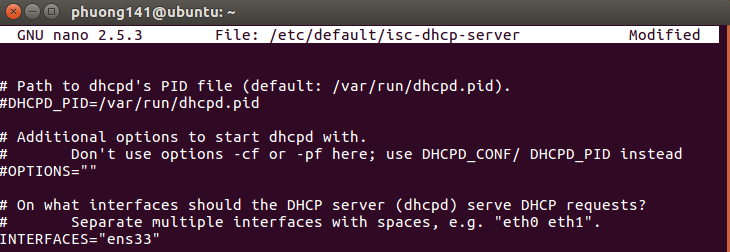 phuong141@ubuntu: ~
GNU nano 2.5.3 File: /etc/default/isc-dhcp-server Modified
# Path to dhcpd's PID file (default: /var/run/dhcpd.pid).
#DHCPD_PID=/var/run/dhcpd.pid
# Additional options to start dhcpd with.
#       Don't use options -cf or -pf here; use DHCPD_CONF/ DHCPD_PID instead
#OPTIONS=""
# On what interfaces should the DHCP server (dhcpd) serve DHCP requests?
#       Separate multiple interfaces with spaces, e.g. "eth0 eth1".
INTERFACES="ens33"